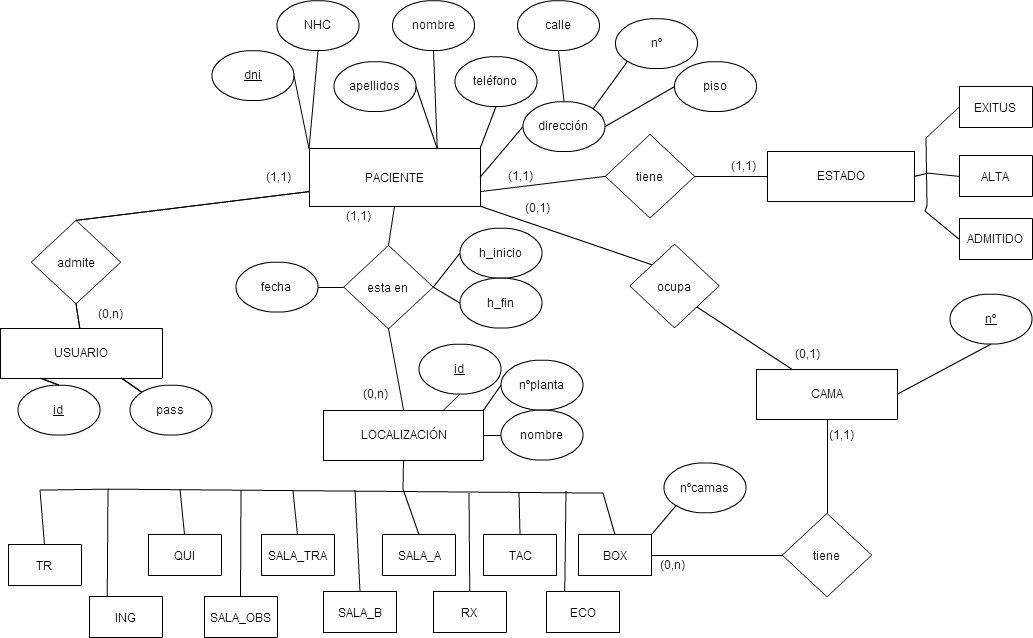 NHC
nombre
calle
nº
dni
apellidos
teléfono
piso
dirección
EXITUS
PACIENTE
(1,1)
(1,1)
tiene
(1,1)
ESTADO
ALTA
(1,1)
(0,1)
ADMITIDO
admite
esta en
h_inicio
fecha
h_fin
ocupa
(0,n)
nº
USUARIO
(0,1)
id
nºplanta
(0,n)
CAMA
id
pass
LOCALIZACIÓN
nombre
(1,1)
nºcamas
TR
QUI
SALA_TRA
SALA_A
TAC
BOX
(0,n)
tiene
ING
SALA_OBS
SALA_B
RX
ECO